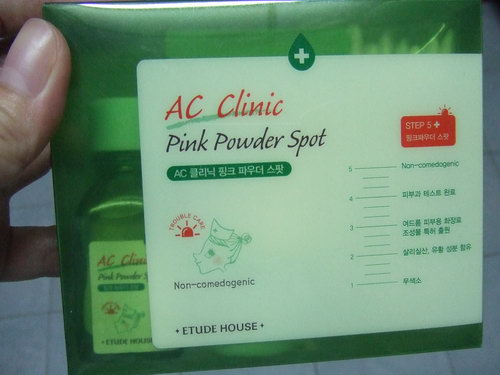 AC Clinic
Pink Powder Spot
AC 클리닉 핑크 파우더 스팟
STEP 5 +
핑크파우더 스팟
TROUBLE CARE
Non-comedogenic
5 Non-comedogenic
4 피부과 테스트 완료
3 여드름 피부용 화장료
조성물 특허 출원
2 살리실산, 유황 성분 함유
1 무색소
ETUDE HOUSE
AC Clinic
Pink Powder S
ETUDE HOUSE